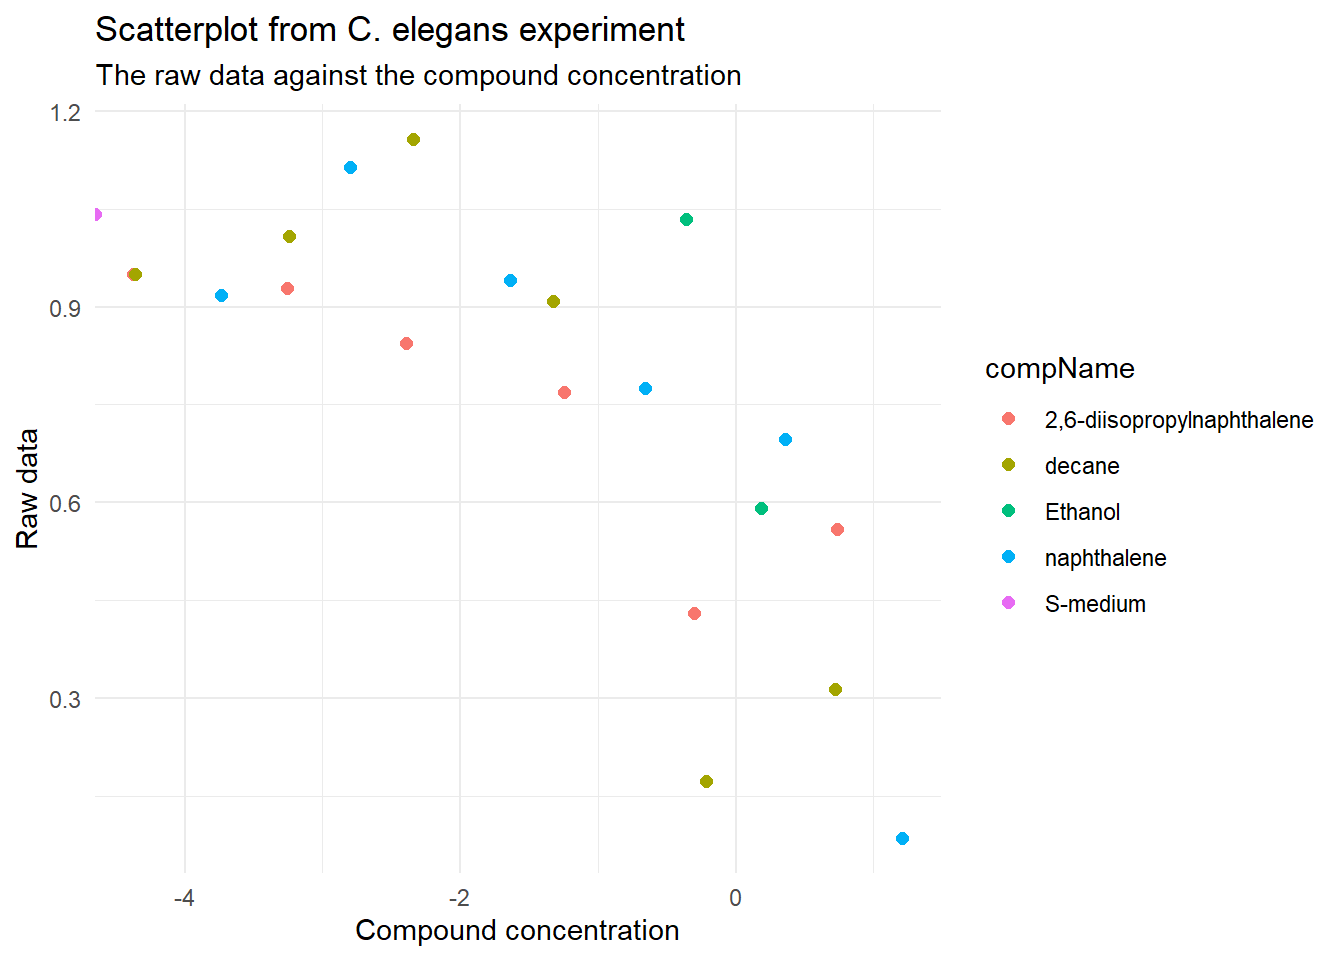 Scatterplot from C. elegans experiment
The raw data against the compound concentration
1.2
0.9
0.6
0.3
Raw data
-4
-2
0
Compound concentration
compName
2,6-diisopropylnaphthalene
decane
Ethanol
naphthalene
S-medium